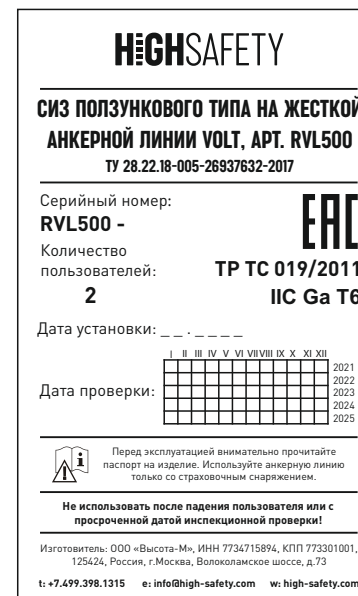 HIGHSAFETY
СИЗ ПОЛЗУНКОВОГО ТИПА НА ЖЕСТКОЙ
АНКЕРНОЙ ЛИНИИ VOLT, АРТ. RVL500
ТУ 28.22.18-005-26937632-2017
Серийный номер:
RVL500 -
Количество
пользователей:
2
EAC
ТР ТС 019/2011
IIC Ga T6
Дата установки: _ _ . _ _ _ _
I II III IV V VI VII VIII IX X XI XII
Дата проверки:
2021
2022
2023
2024
2025
Перед эксплуатацией внимательно прочитайте
паспорт на изделие. Используйте анкерную линию
только со страховочным снаряжением.
Не использовать после падения пользователя или с
просроченной датой инспекционной проверки!
Изготовитель: ООО «Высота-М», ИНН 7734715894, КПП 773301001,
125424, Россия, г.Москва, Волоколамское шоссе, д.73
t: +7.499.398.1315 e: info@high-safety.com w: high-safety.com